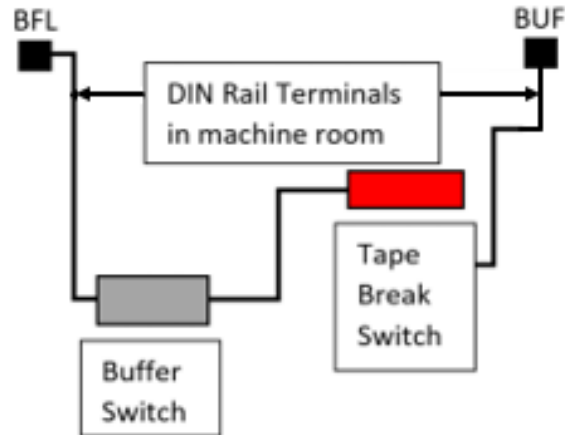 BFL
BUF
DIN Rail Terminals
in machine room
Tape
Break
Switch
Buffer
Switch